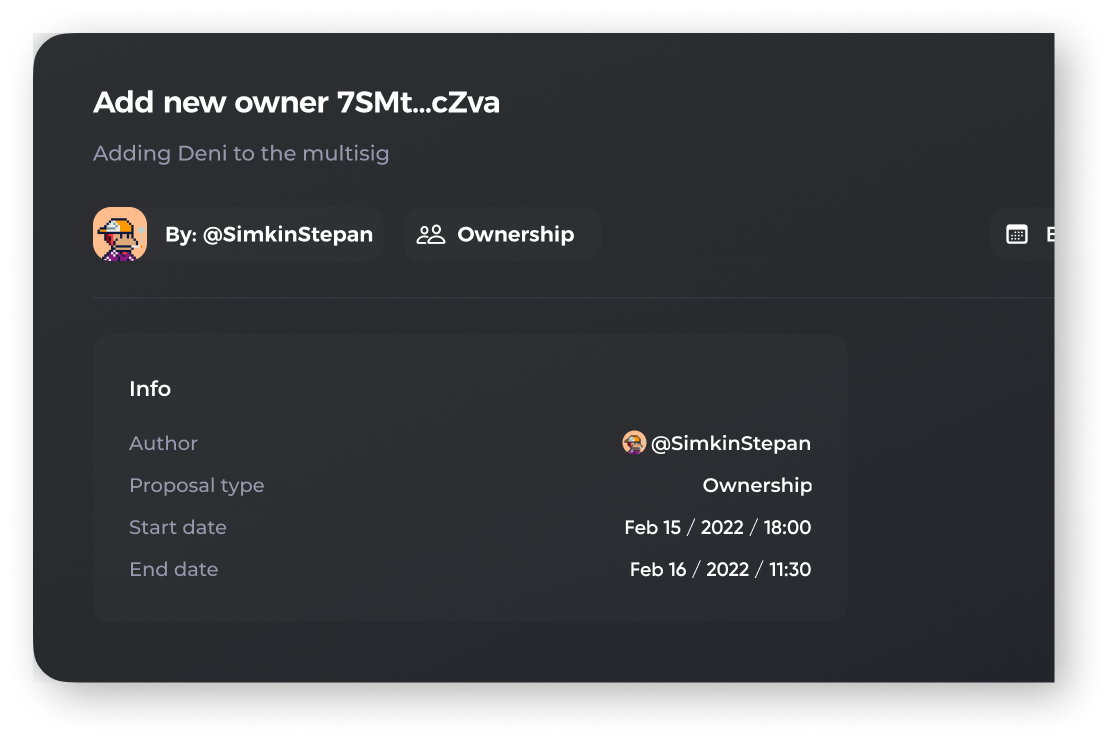 Add new owner 7SMt...cZva
Adding Deni to the multisig
By: @SimkinStepan
Ownership
Info
Author @SimkinStepan
Proposal type Ownership
Start date Feb 15 / 2022 / 18:00
End date Feb 16 / 2022 / 11:30